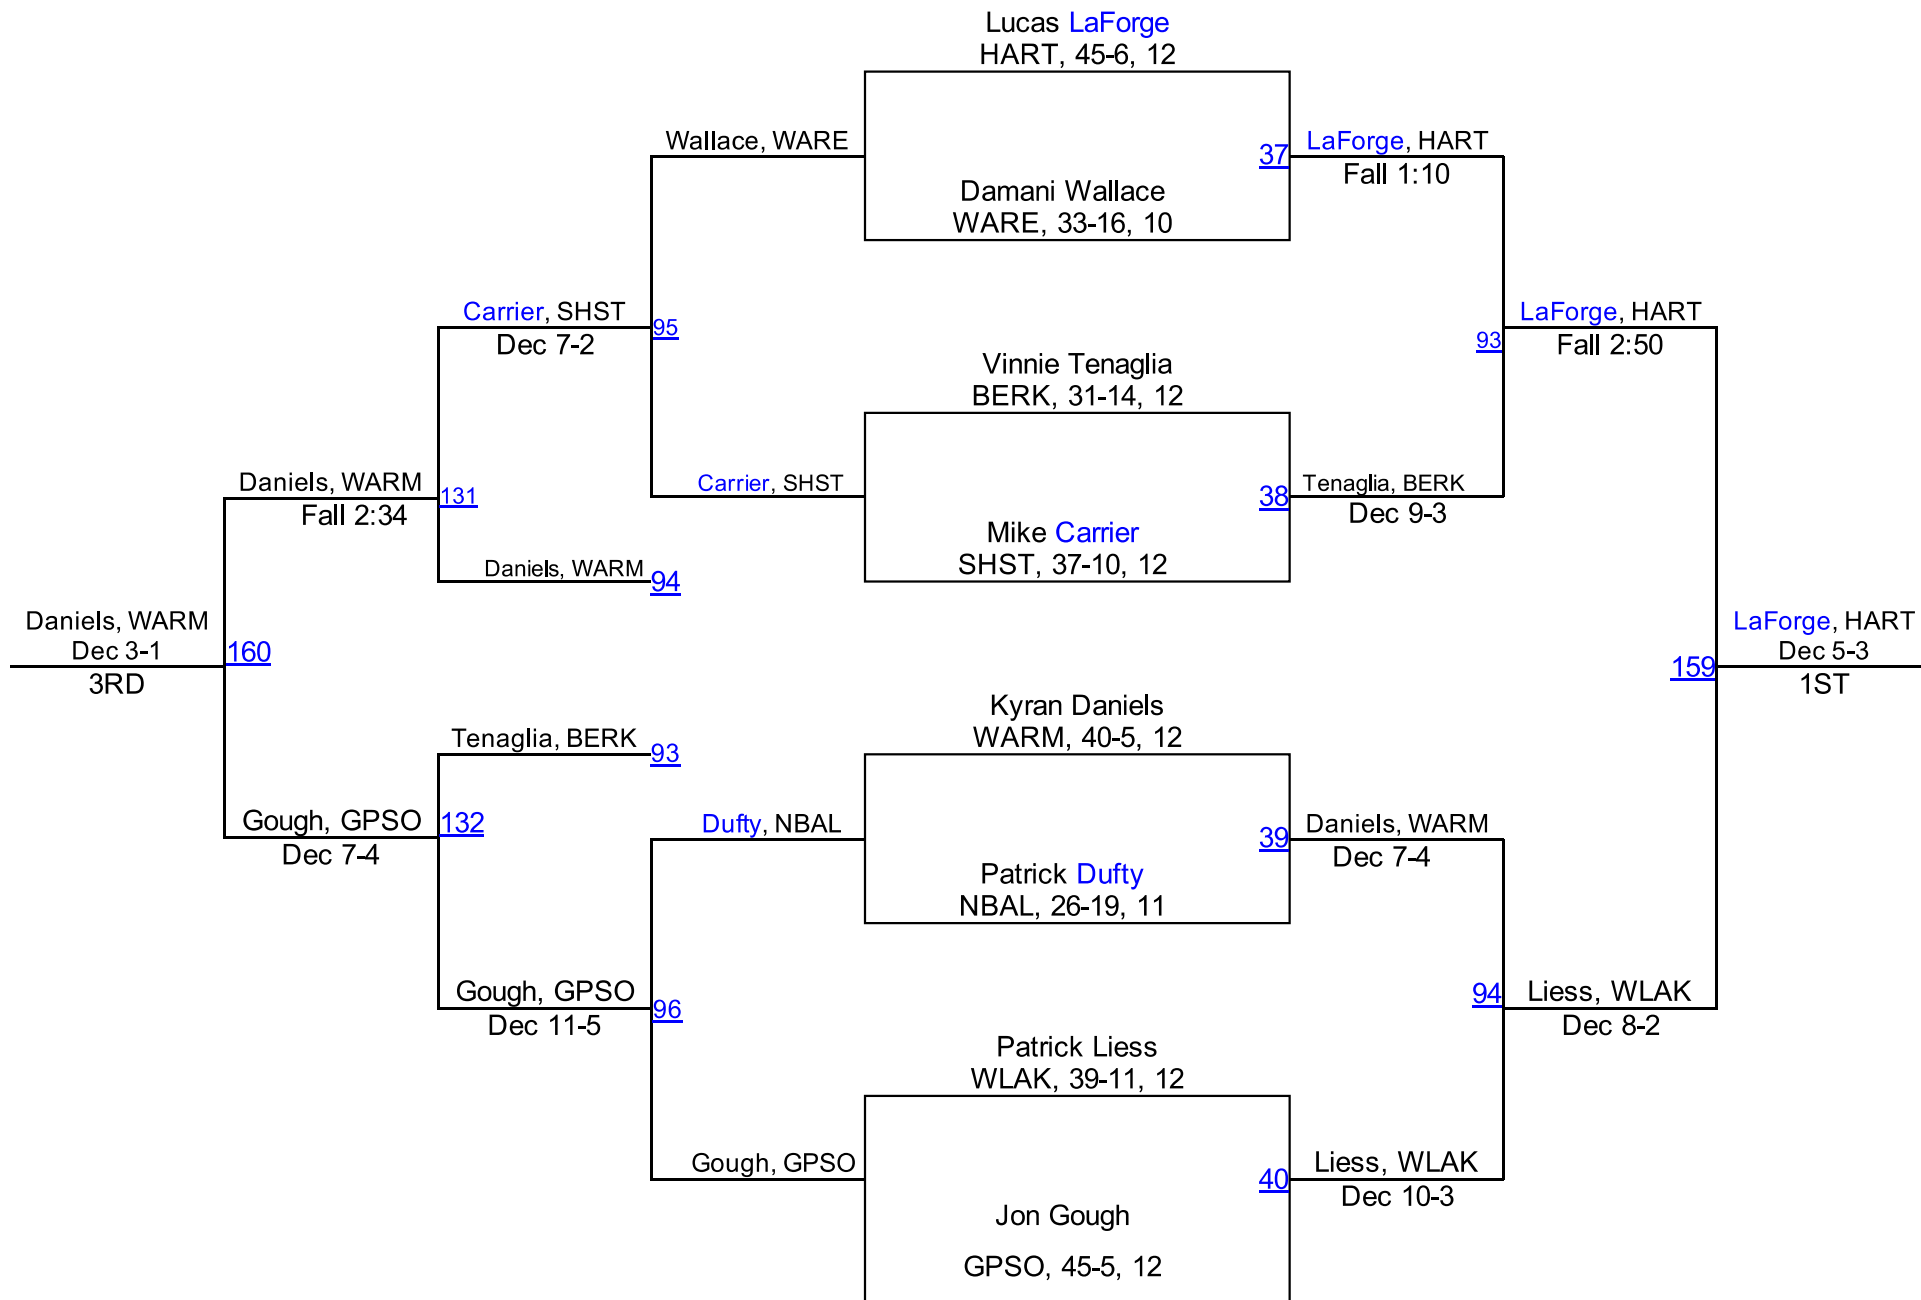 Lucas LaForge
HART, 45-6, 12
Wallace, WARE
37
LaForge, HART
Fall 1:10
Damani Wallace
WARE, 33-16, 10
Carrier, SHST
Dec 7-2
95
93
LaForge, HART
Fall 2:50
Vinnie Tenaglia
BERK, 31-14, 12
Daniels, WARM
Fall 2:34
131
Carrier, SHST
38
Tenaglia, BERK
Dec 9-3
Mike Carrier
SHST, 37-10, 12
Daniels, WARM
94
Daniels, WARM
Dec 3-1
3RD
160
159
LaForge, HART
Dec 5-3
1ST
Kyran Daniels
WARM, 40-5, 12
Tenaglia, BERK
93
Gough, GPSO
Dec 7-4
132
Dufty, NBAL
39
Daniels, WARM
Dec 7-4
Patrick Dufty
NBAL, 26-19, 11
Gough, GPSO
Dec 11-5
96
94
Liess, WLAK
Dec 8-2
Patrick Liess
WLAK, 39-11, 12
Gough, GPSO
40
Liess, WLAK
Dec 10-3
Jon Gough
GPSO, 45-5, 12